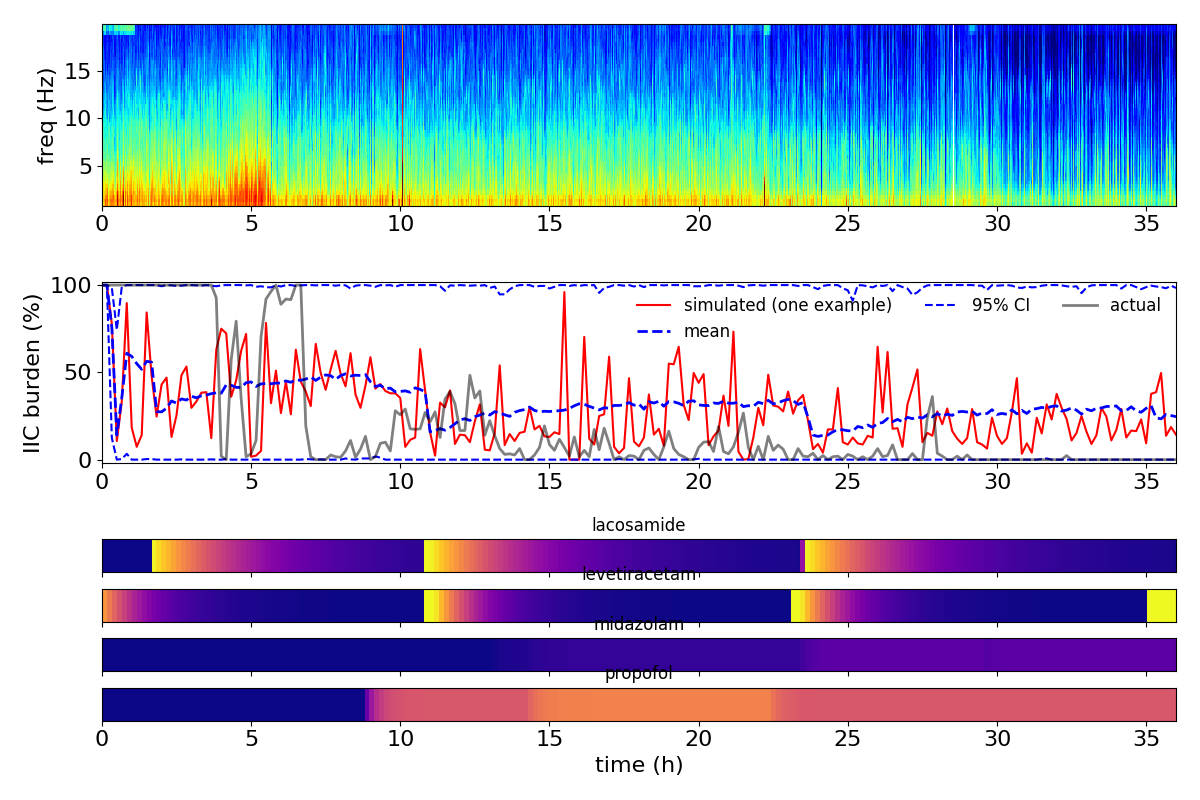 freq (Hz)
15
10
5
0 5 10 15 20 25 30 35
IIC burden (%)
100
50
0
simulated (one example)
mean
95% CI
actual
0 5 10 15 20 25 30 35
lacosamide
levetiracetam
midazolam
propofol
0 5 10 15 20 25 30 35
time (h)